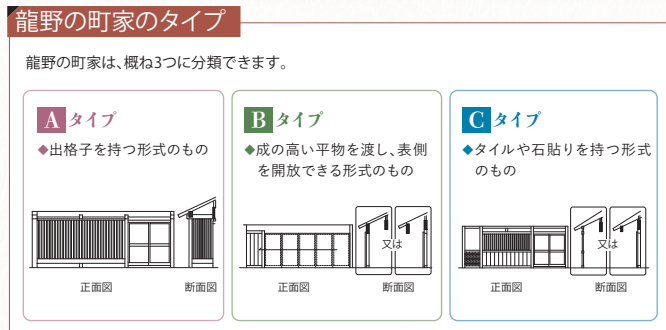 龍野の町家のタイプ
龍野の町家は、概ね3つに分類できます。
A タイプ
◆出格子を持つ形式のもの
正面図
断面図
B タイプ
◆成の高い平物を渡し、表側
を開放できる形式のもの
又は
正面図
断面図
C タイプ
◆タイルや石貼りを持つ形式
のもの
又は
正面図
断面図